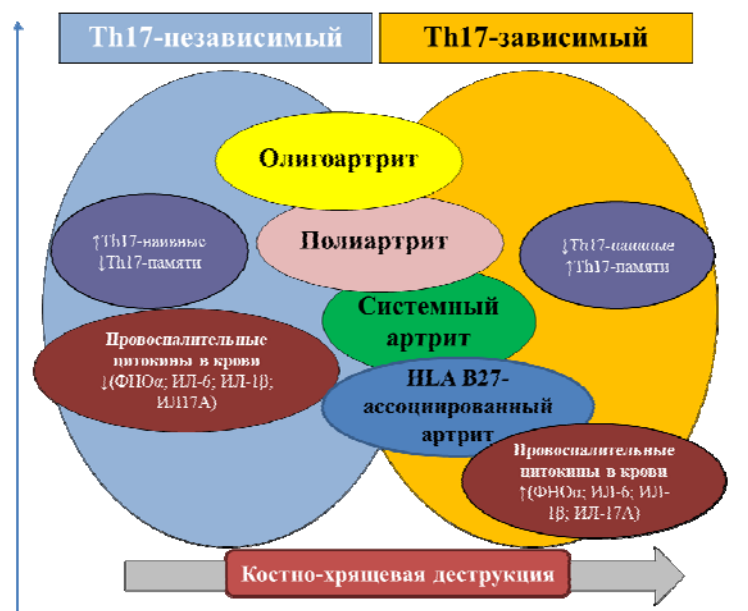 Th17-независимый
Th17-зависимый
Олигоартрит
Полиартрит
↑Th17-наивные
↓Th17-памяти
↓Th17-наивные
↑Th17-памяти
Системный
артрит
Провоспалительные
цитокины в крови
↓(ФНОα; ИЛ-6; ИЛ-1β;
ИЛ17А)
HLA B27-
ассоциированный
артрит
Провоспалительные
цитокины в крови
↑(ФНОα; ИЛ-6; ИЛ-
1β; ИЛ-17А)
Костно-хрящевая деструкция